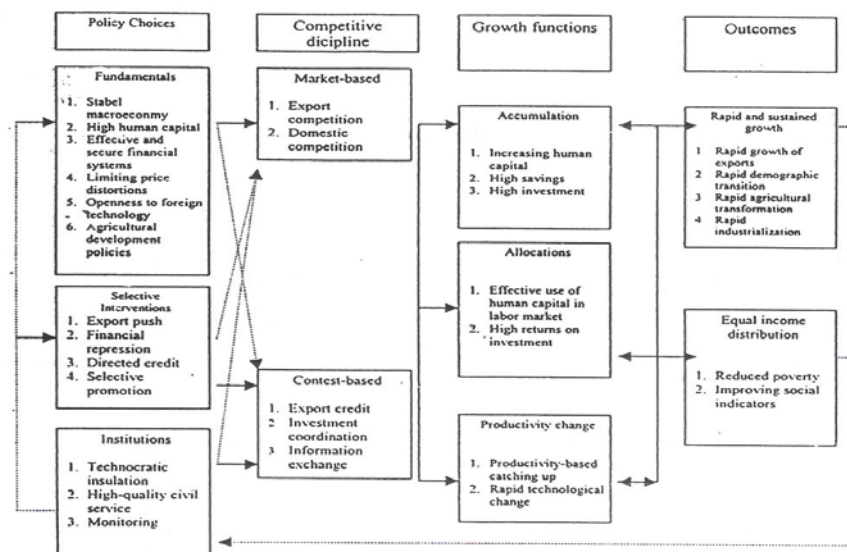 Policy Choices
Competitive
dicipline
Growth functions
Outcomes
Fundamentals
1. Stabel
macroeconmy
2. High human capital
3. Effective and
secure financial
systems
4. Limiting price
distortions
5. Openness to foreign
technology
6. Agricultural
development
policies
Selective
Interventions
1. Export push
2. Financial
repression
3. Directed credit
4. Selective
promotion
Institutions
1. Technocratic
insulation
2. High-quality civil
service
3. Monitoring
Market-based
1. Export
competition
2. Domestic
competition
Contest-based
1. Export credit
2 Investment
coordination
3 Information
exchange
Accumulation
1. Increasing human
capital
2. High savings
3. High investment
Allocations
1. Effective use of
human capital in
labor market
2. High returns on
investment
Productivity change
1. Productivity-based
catching up
2. Rapid technological
change
Rapid and sustained
growth
1 Rapid growth of
exports
2 Rapid demographic
transition
3 Rapid agricultural
transformation
4 Rapid
industrialization
Equal income
distribution
1. Reduced poverty
2. Improving social
indicators